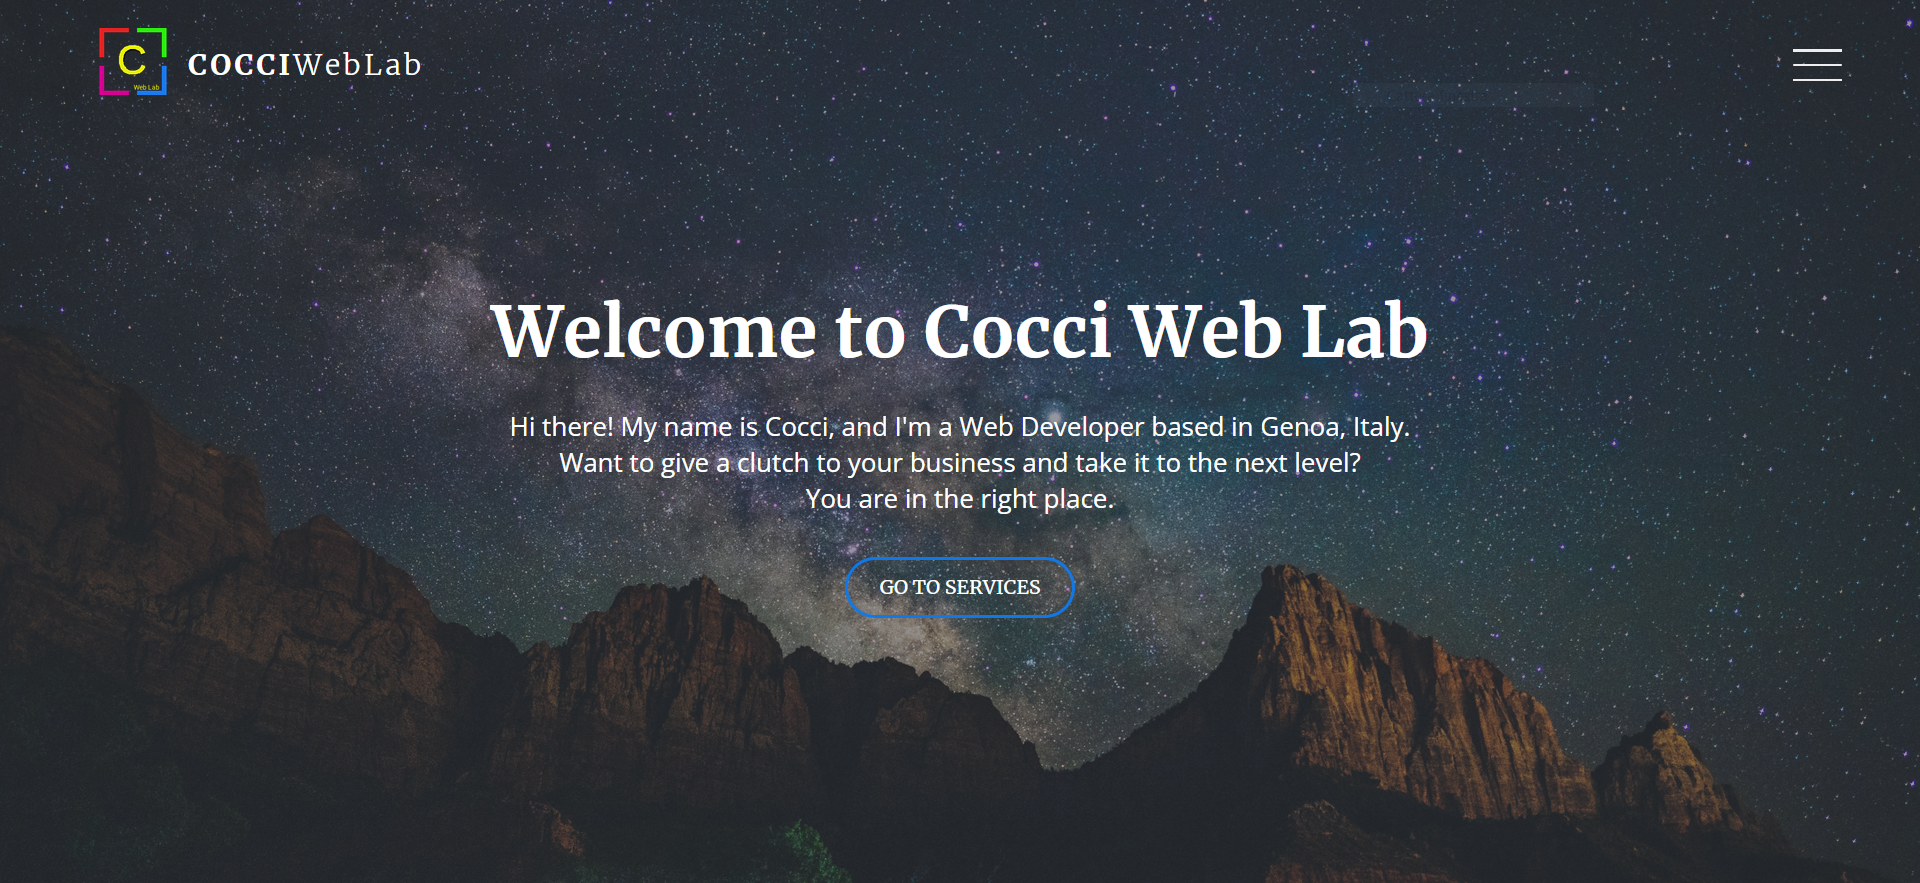 C
Web Lab
COCCIWebLab
Welcome to Cocci Web Lab
Hi there! My name is Cocci, and I'm a Web Developer based in Genoa, Italy.
Want to give a clutch to your business and take it to the next level?
You are in the right place.
GO TO SERVICES